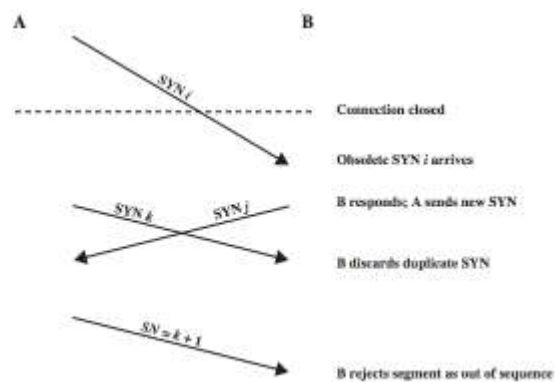 A B
SYN i
Connection closed
Obsolete SYN i arrives
SYN k SYN j B responds; A sends new SYN
B discards duplicate SYN
SN = k + 1
B rejects segment as out of sequence